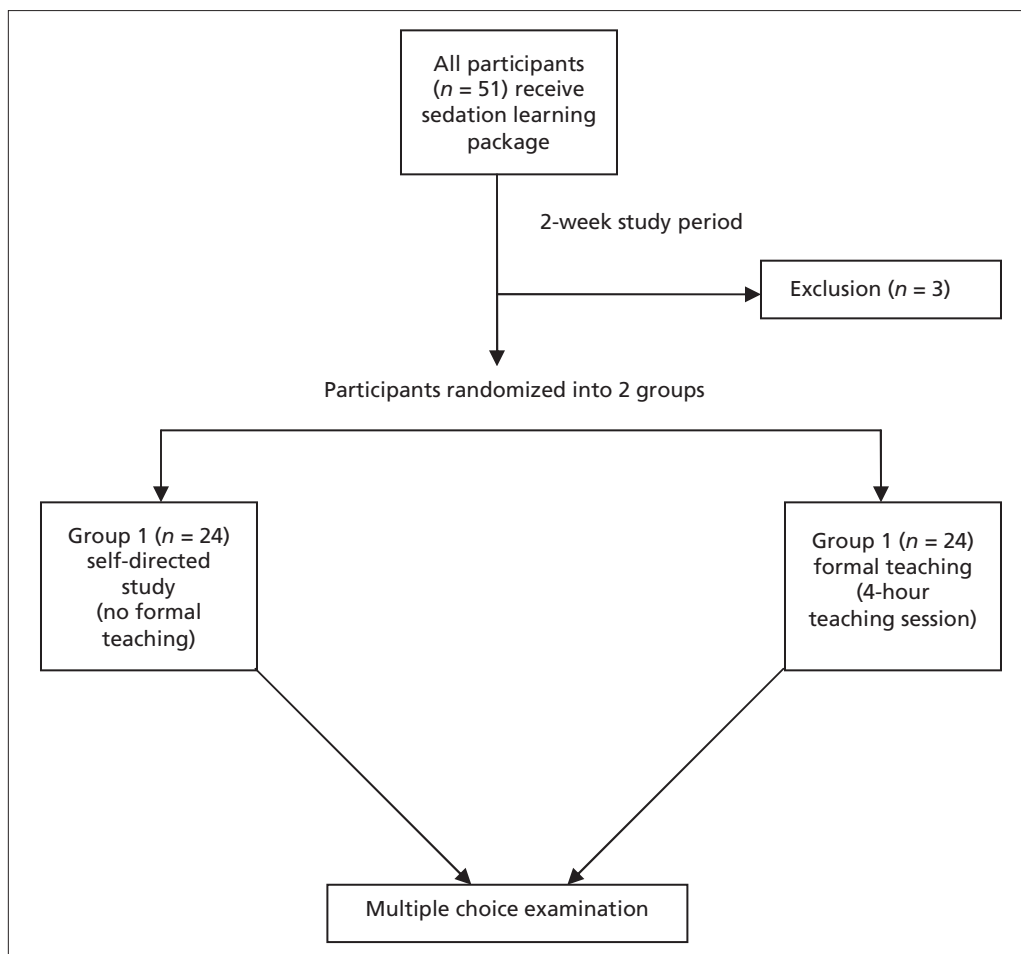 All participants
(n = 51) receive
sedation learning
package
2-week study period
Exclusion (n = 3)
Participants randomized into 2 groups
Group 1 (n = 24)
self-directed
study
(no formal
teaching)
Group 1 (n = 24)
formal teaching
(4-hour
teaching session)
Multiple choice examination